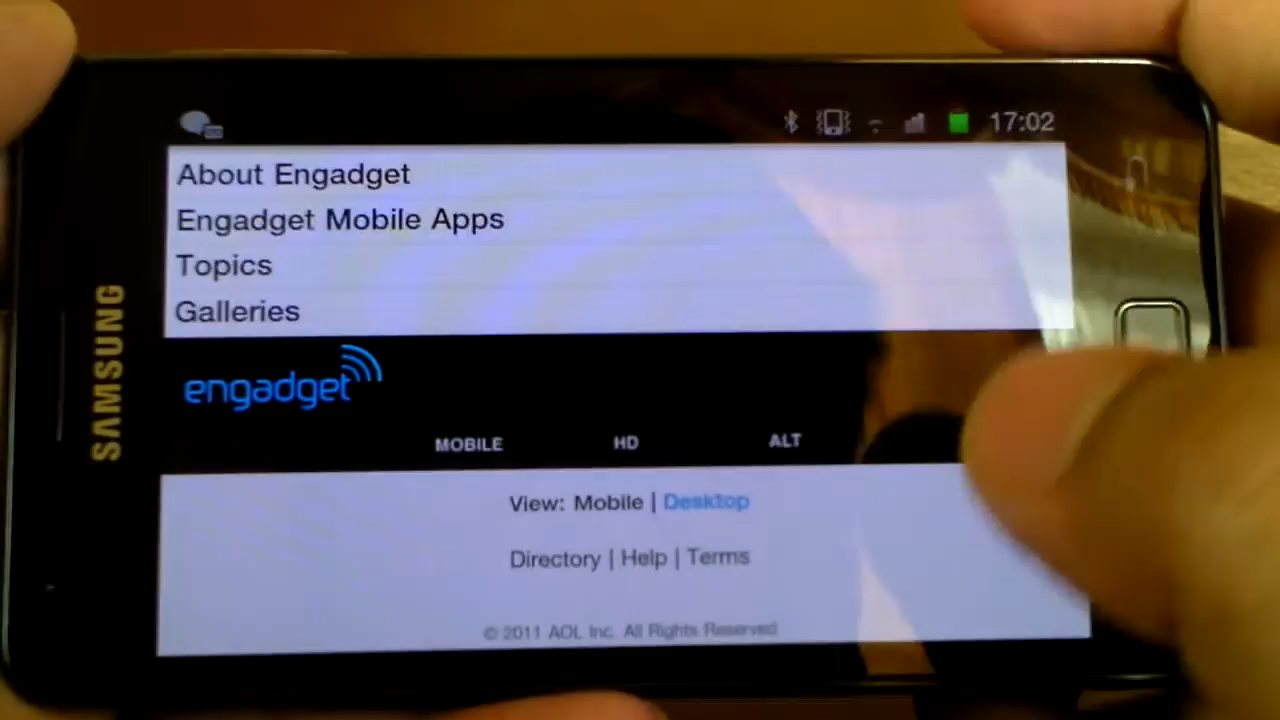 17:02
About Engadget
Engadget Mobile Apps
Topics
Galleries
SAMSUNG
engadget
MOBILE HD ALT
View: Mobile | Desktop
Directory | Help | Terms
© 2011 AOL Inc. All Rights Reserved